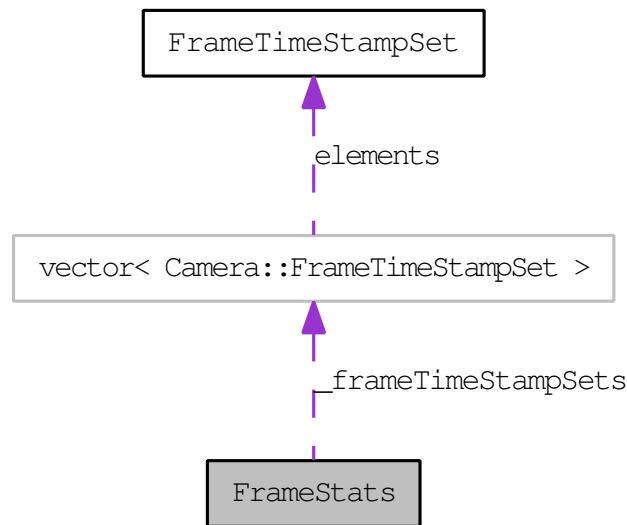 FrameTimeStampSet
elements
vector< Camera::FrameTimeStampSet >
_frameTimeStampSets
FrameStats